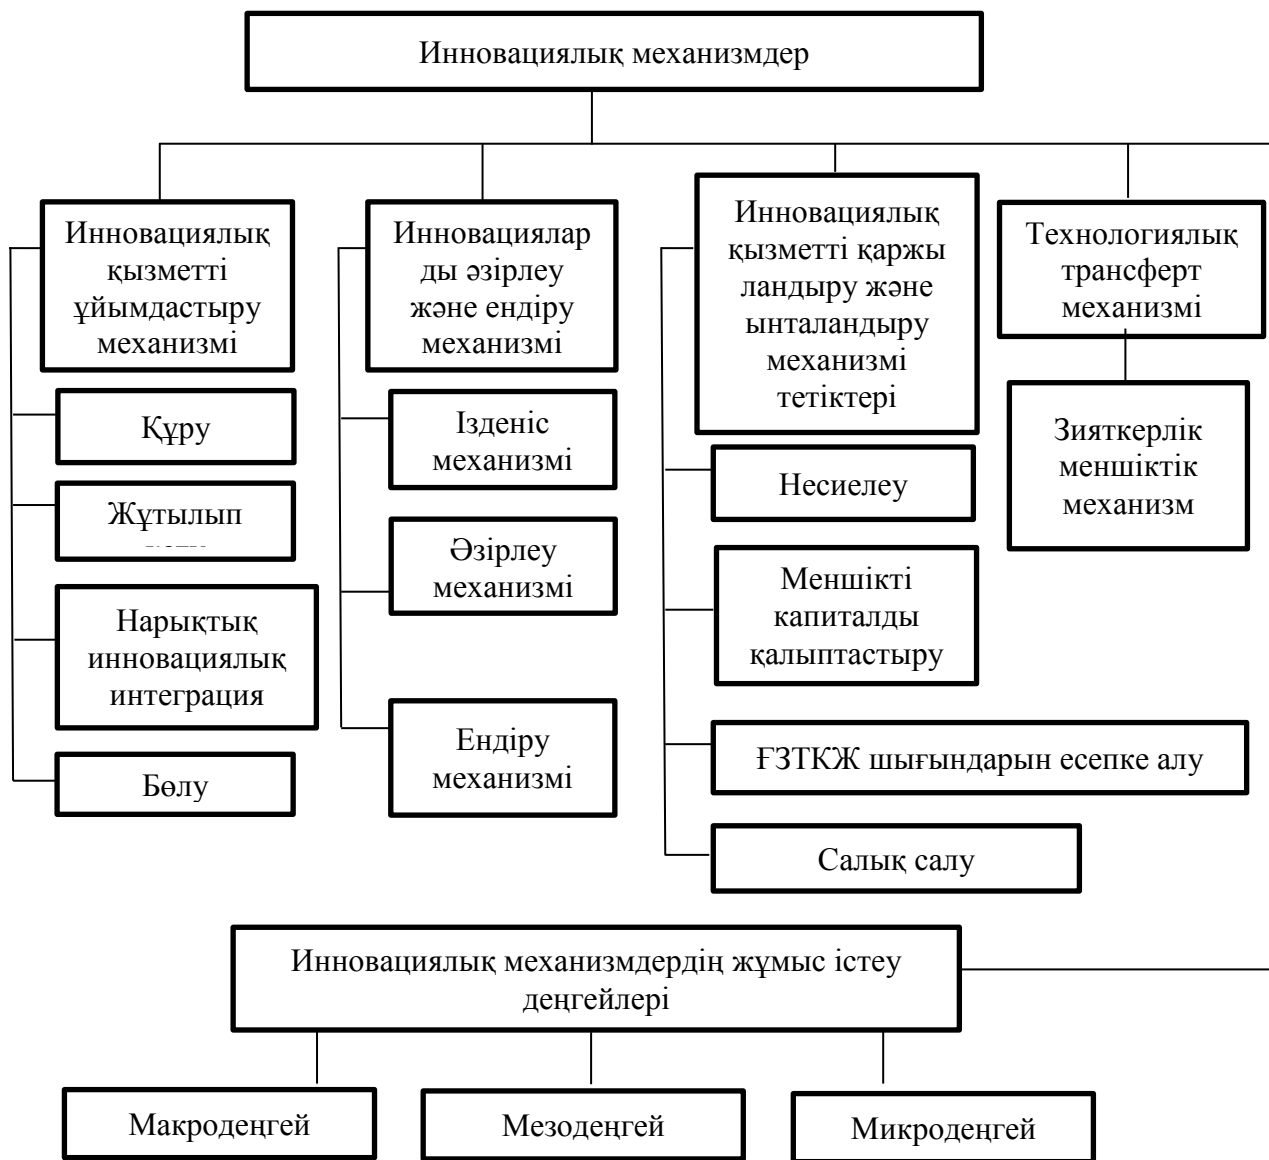 Инновациялық механизмдер
Инновациялық
қызметті
ұйымдастыру
механизмі
Құру
Жұтылып
Нарықтық
инновациялық
интеграция
Бөлу
Инновациялар
ды әзірлеу
және ендіру
механизмі
Ізденіс
механизмі
Әзірлеу
механизмі
Ендіру
механизмі
Инновациялық
қызметті қаржы
ландыру және
ынталандыру
механизмі
тетіктері
Несиелеу
Меншікті
капиталды
қалыптастыру
ҒЗТКЖ шығындарын есепке алу
Салық салу
Технологиялық
трансферт
механизмі
Зияткерлік
меншіктік
механизм
Инновациялық механизмдердің жұмыс істеу
деңгейлері
Макродеңгей
Мезодеңгей
Микродеңгей